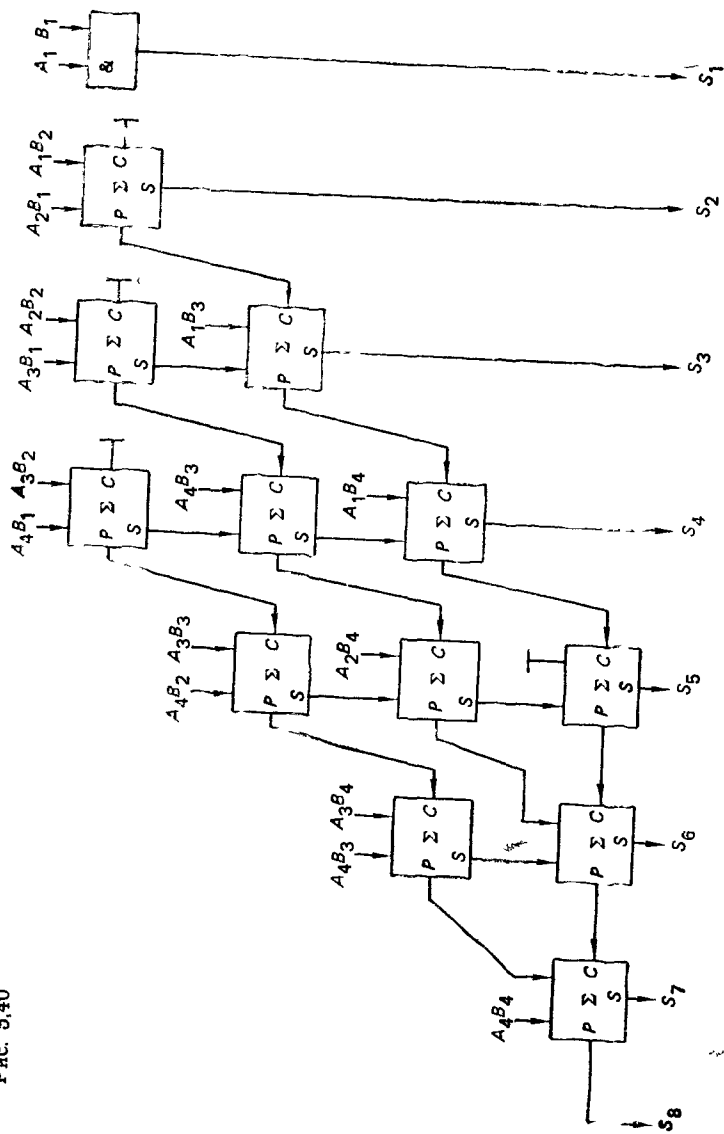 Рис. 5,40
A₄B₁ A₃B₂ A₃B₁ A₂B₂ A₂B₁ A₁B₂ A₁ B₁
P Σ C P Σ C P Σ C &
S S S
A₄B₂ A₃B₃ A₄B₃ A₁B₃
P Σ C P Σ C P Σ C
S S S
A₄B₃ A₃B₄ A₂B₄ A₁B₄
P Σ C P Σ C P Σ C
S S S
A₄B₄
P Σ C P Σ C P Σ C
S S S
S₈ S₇ S₆ S₅ S₄ S₃ S₂ S₁